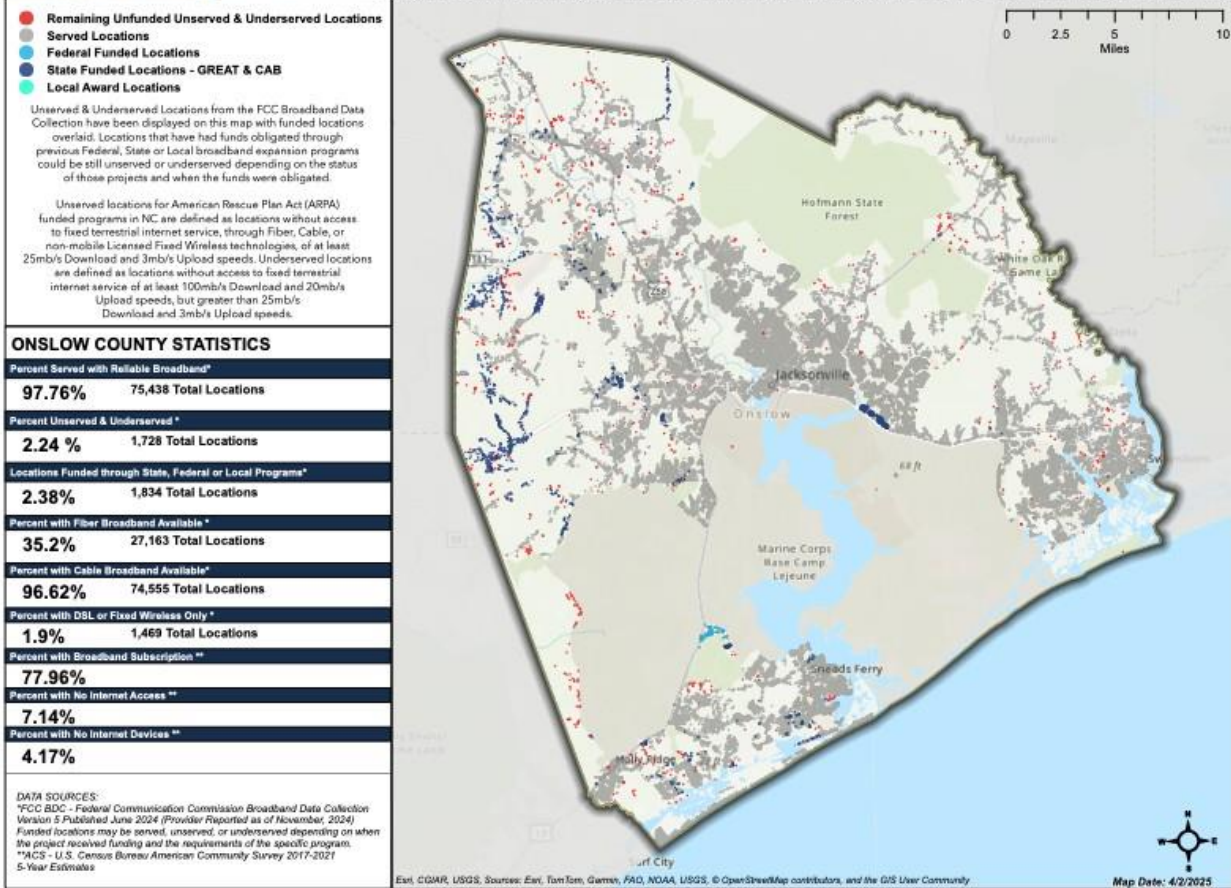 Remaining Unfunded Unserved & Underserved Locations
Served Locations
Federal Funded Locations
State Funded Locations - GREAT & CAB
Local Award Locations
Unserved & Underserved Locations from the FCC Broadband Data
Collection have been displayed on this map with funded locations
overlaid. Locations that have had funds obligated through
previous Federal, State or Local broadband expansion programs
could be still unserved or underserved depending on the status
of those projects and when the funds were obligated.
Unserved locations for American Rescue Plan Act (ARPA)
funded programs in NC are defined as locations without access
to fixed terrestrial internet service, through Fiber, Cable, or
non-mobile Licensed Fixed Wireless technologies, of at least
25mb/s Download and 3mb/s Upload speeds. Underserved locations
are defined as locations without access to fixed terrestrial
internet service of at least 100mb/s Download and 20mb/s
Upload speeds, but greater than 25mb/s
Download and 3mb/s Upload speeds.
ONSLOW COUNTY STATISTICS
Percent Served with Reliable Broadband*
97.76% 75,438 Total Locations
Percent Unserved & Underserved *
2.24 % 1,728 Total Locations
Locations Funded through State, Federal or Local Programs*
2.38% 1,834 Total Locations
Percent with Fiber Broadband Available *
35.2% 27,163 Total Locations
Percent with Cable Broadband Available*
96.62% 74,555 Total Locations
Percent with DSL or Fixed Wireless Only *
1.9% 1,469 Total Locations
Percent with Broadband Subscription **
77.96%
Percent with No Internet Access **
7.14%
Percent with No Internet Devices **
4.17%
DATA SOURCES:
*FCC BDC - Federal Communication Commission Broadband Data Collection
Version 5 Published June 2024 (Provider Reported as of November, 2024)
Funded locations may be served, unserved, or underserved depending on when
the project received funding and the requirements of the specific program.
**ACS - U.S. Census Bureau American Community Survey 2017-2021
5-Year Estimates
0 2.5 5 10
Miles
Maysville
Hofmann State
Forest
White Oak R
Game La
258
Jacksonville
Onslow
68 ft
Marine Corps
Base Camp
Lejeune
Sneads Ferry
Holly Ridge
urf City
N
W E
S
Esri, CGIAR, USGS, Sources: Esri, TomTom, Garmin, FAO, NOAA, USGS, © OpenStreetMap contributors, and the GIS User Community
Map Date: 4/2/2025